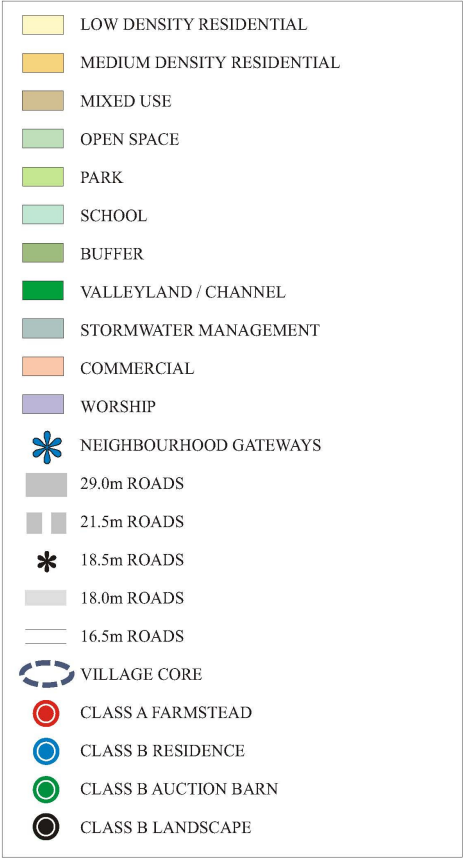 LOW DENSITY RESIDENTIAL
MEDIUM DENSITY RESIDENTIAL
MIXED USE
OPEN SPACE
PARK
SCHOOL
BUFFER
VALLEYLAND / CHANNEL
STORMWATER MANAGEMENT
COMMERCIAL
WORSHIP
NEIGHBOURHOOD GATEWAYS
29.0m ROADS
21.5m ROADS
18.5m ROADS
18.0m ROADS
16.5m ROADS
VILLAGE CORE
CLASS A FARMSTEAD
CLASS B RESIDENCE
CLASS B AUCTION BARN
CLASS B LANDSCAPE